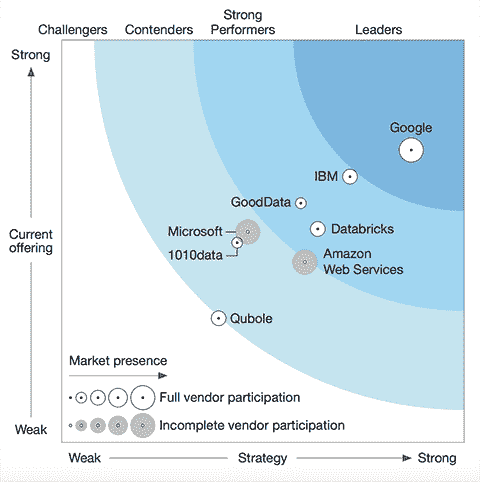 Strong
Challengers Contenders Performers Leaders
Strong
Google
IBM
GoodData
Microsoft
Databricks
1010data
Current
offering
Amazon
Web Services
Qubole
Market presence
Full vendor participation
Incomplete vendor participation
Weak
Weak Strategy Strong